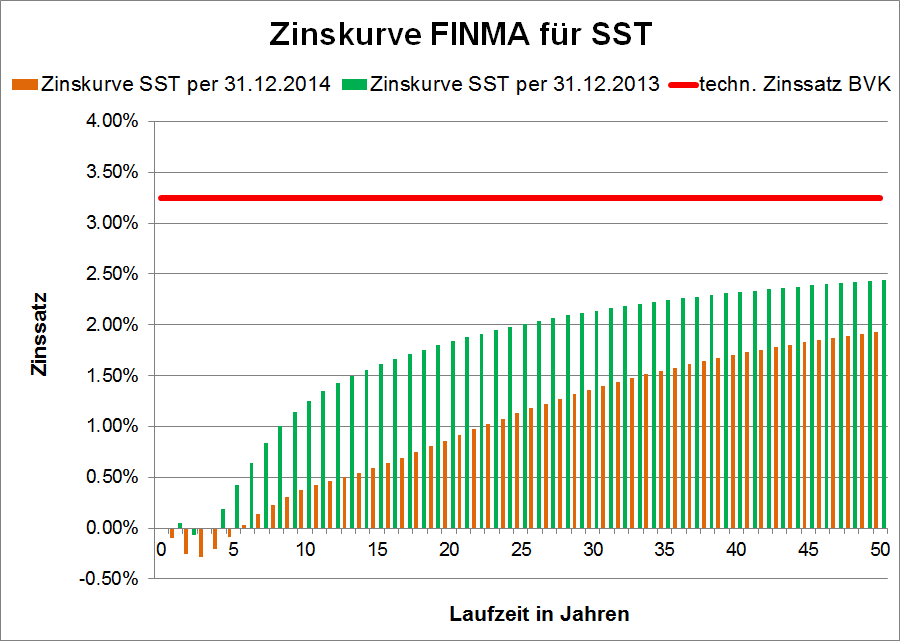 Zinskurve FINMA für SST
Zinskurve SST per 31.12.2014 Zinskurve SST per 31.12.2013 techn. Zinssatz BVK
4.00%
3.50%
3.00%
2.50%
2.00%
1.50%
1.00%
0.50%
0.00%
-0.50%
Zinssatz
0 5 10 15 20 25 30 35 40 45 50
Laufzeit in Jahren